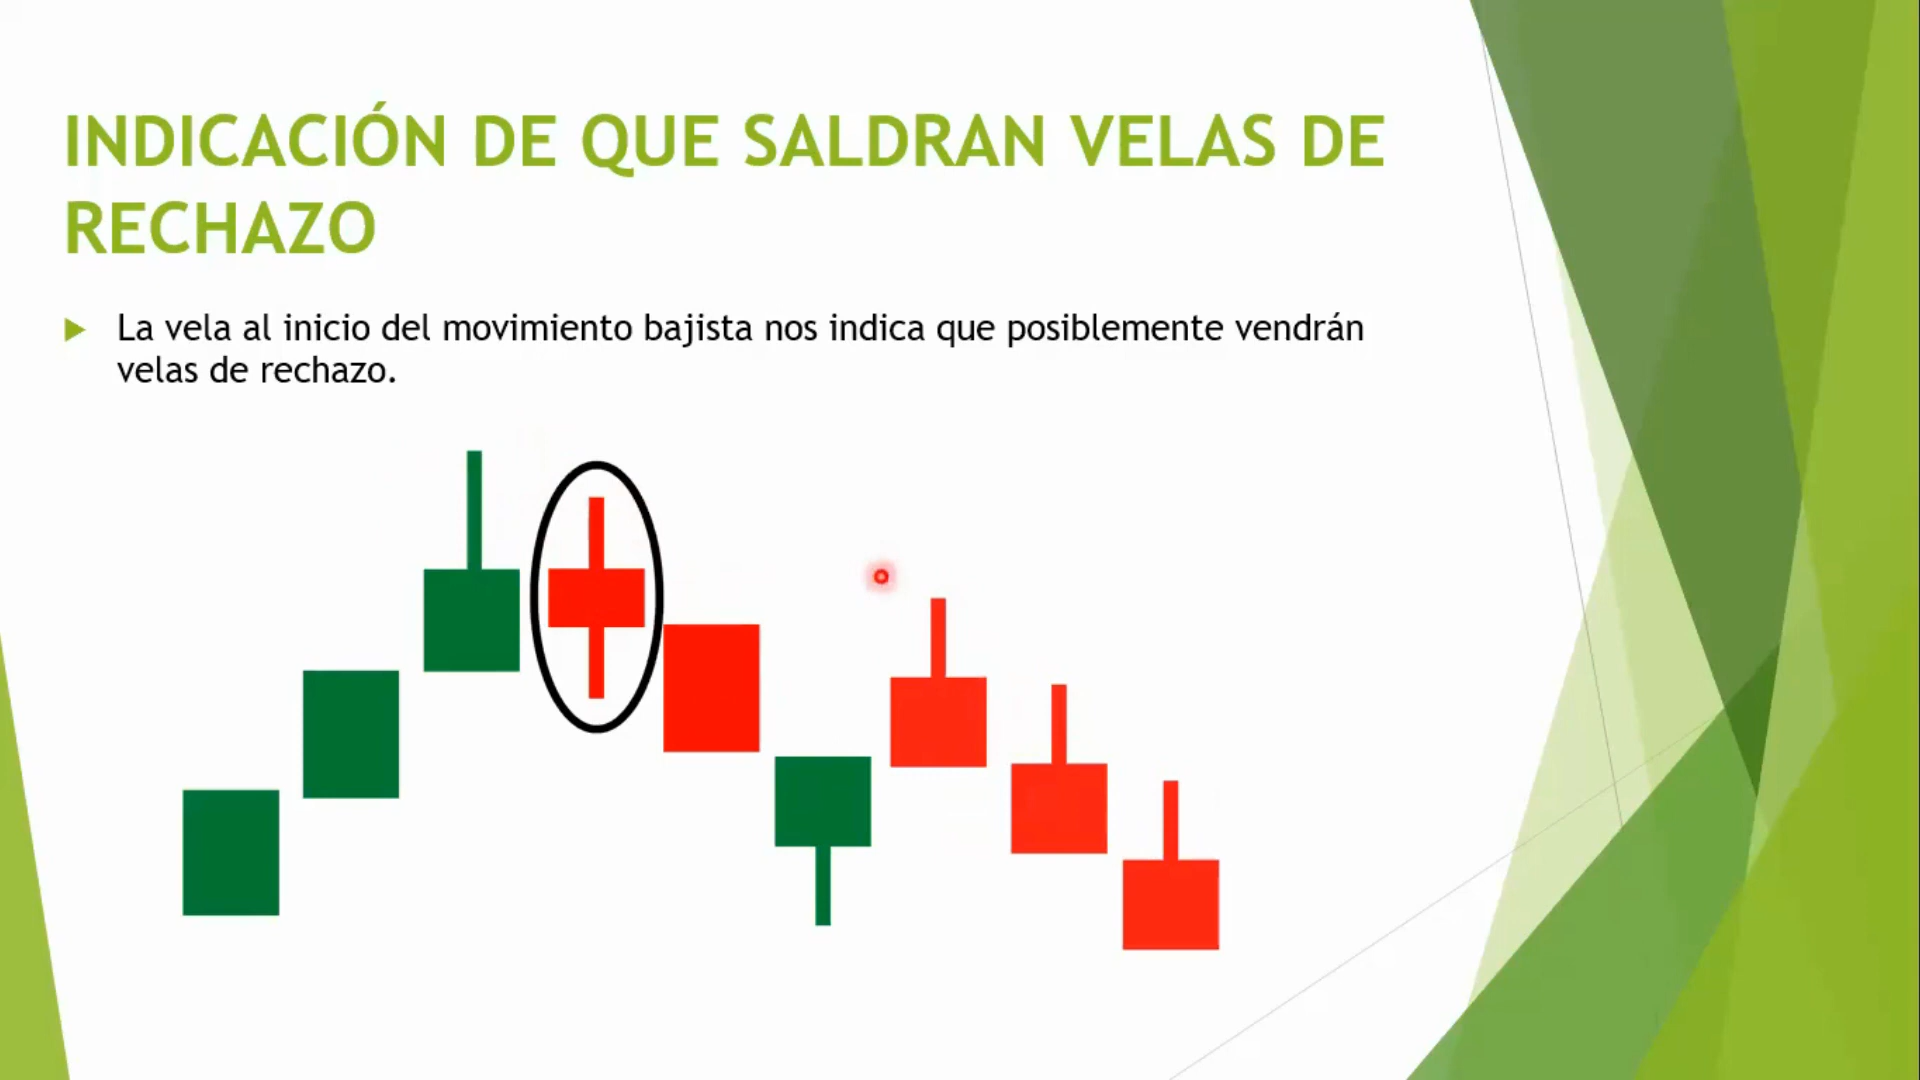 INDICACIÓN DE QUE SALDRAN VELAS DE
RECHAZO
La vela al inicio del movimiento bajista nos indica que posiblemente vendrán
velas de rechazo.